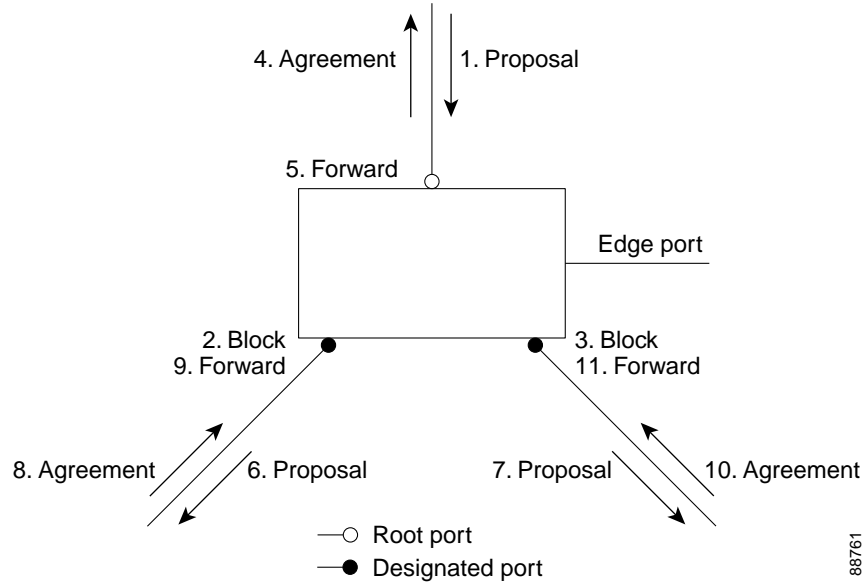 4. Agreement
1. Proposal
5. Forward
Edge port
2. Block
9. Forward
3. Block
11. Forward
8. Agreement
6. Proposal
7. Proposal
10. Agreement
Root port
Designated port
88761